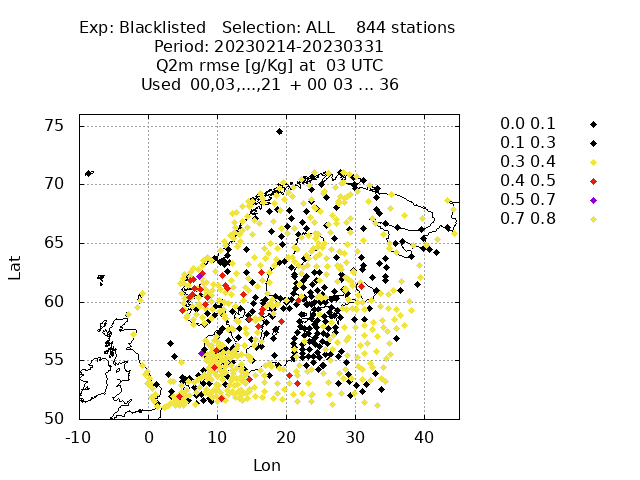 Exp: Blacklisted Selection: ALL 844 stations
Period: 20230214-20230331
Q2m rmse [g/Kg] at 03 UTC
Used 00,03,...,21 + 00 03 ... 36
0.0 0.1
0.1 0.3
0.3 0.4
0.4 0.5
0.5 0.7
0.7 0.8
75
70
65
60
55
50
Lat
-10 0 10 20 30 40
Lon